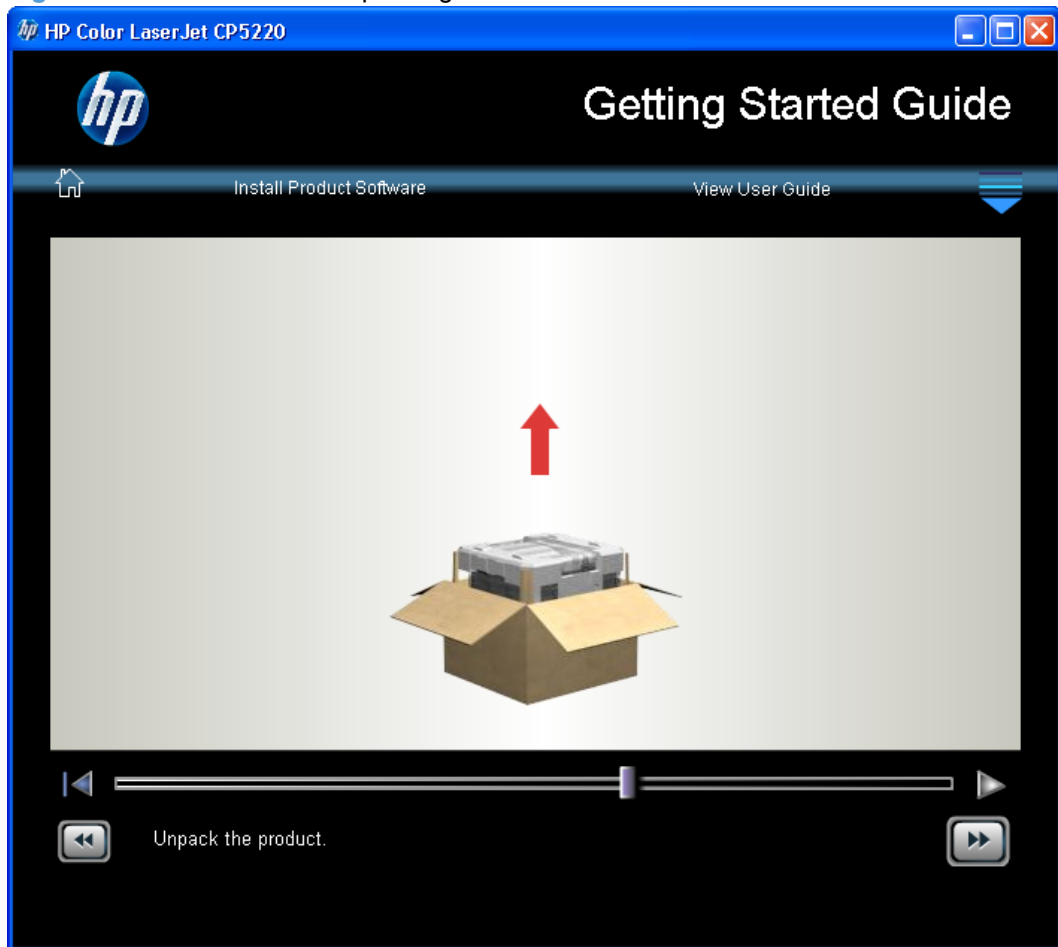 HP Color LaserJet CP5220
hp
Getting Started Guide
Install Product Software
View User Guide
Unpack the product.